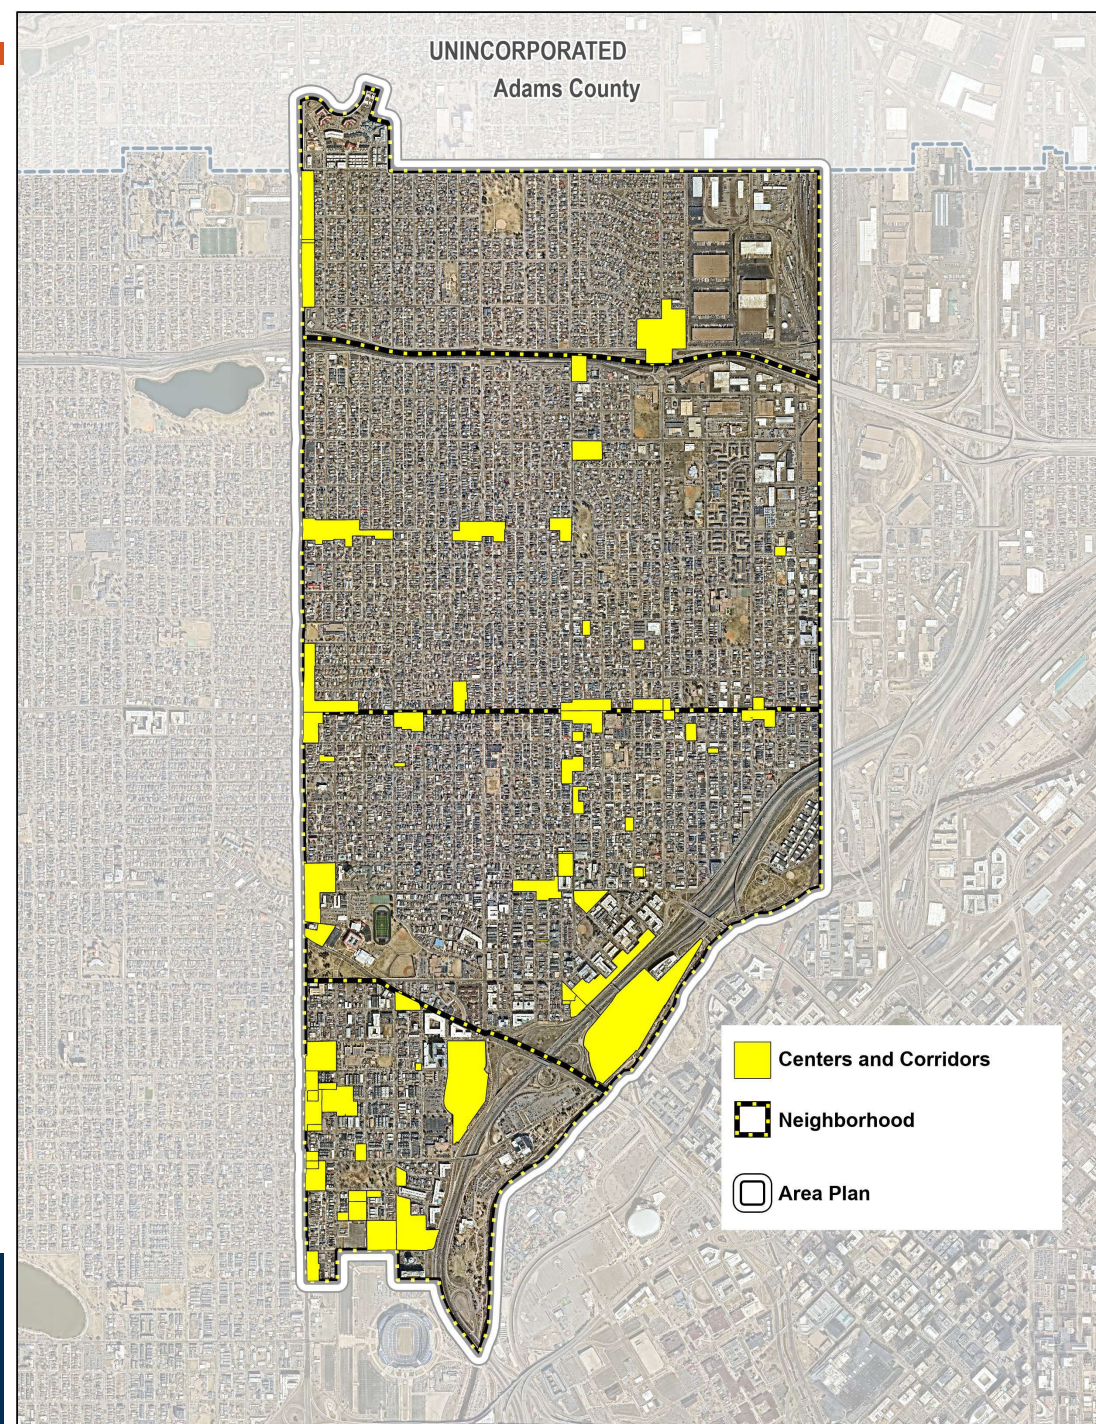 UNINCORPORATED
Adams County
Centers and Corridors
Neighborhood
Area Plan